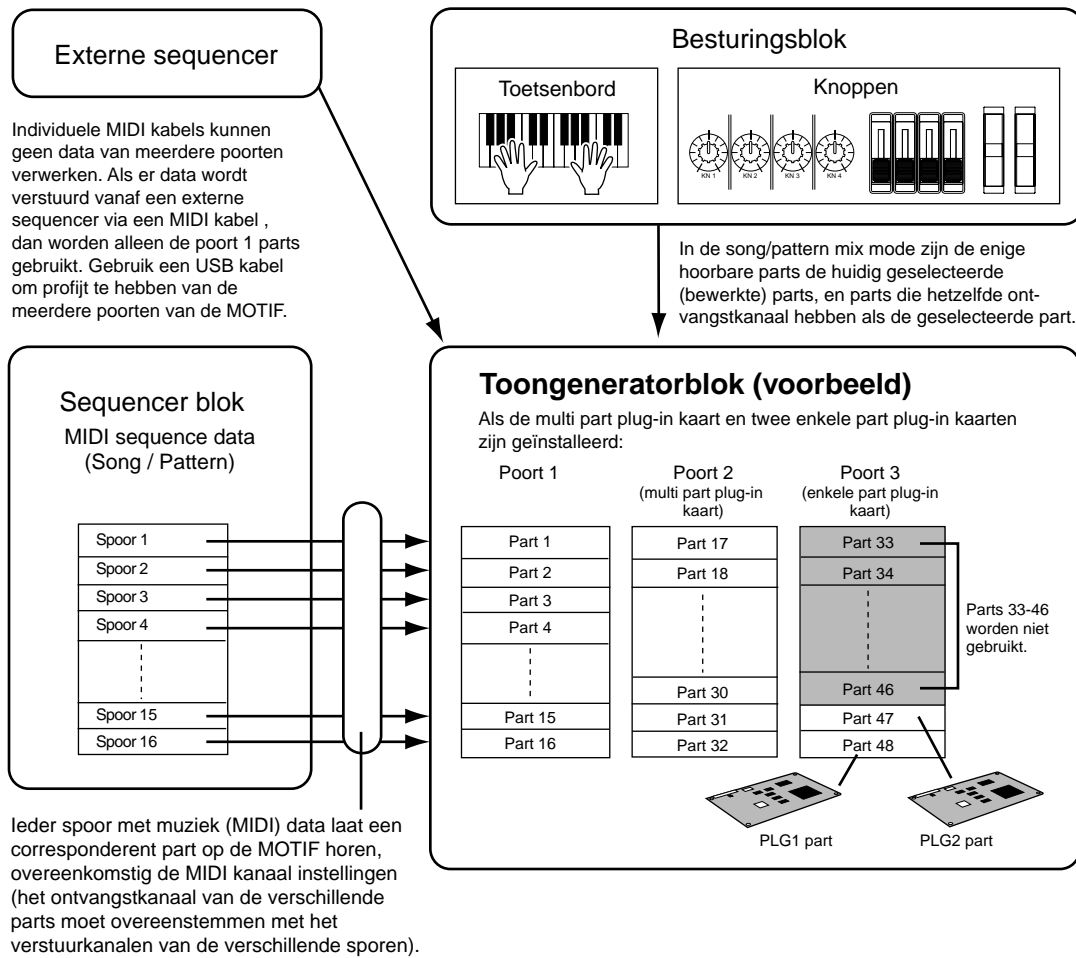 Externe sequencer
Individuele MIDI kabels kunnen
geen data van meerdere poorten
verwerken. Als er data wordt
verstuurd vanaf een externe
sequencer via een MIDI kabel ,
dan worden alleen de poort 1 parts
gebruikt. Gebruik een USB kabel
om profijt te hebben van de
meerdere poorten van de MOTIF.
Besturingsblok
Toetsenbord
Knoppen
KN 1
KN 2
KN 3
KN 4
In de song/pattern mix mode zijn de enige
hoorbare parts de huidig geselecteerde
(bewerkte) parts, en parts die hetzelfde ont-
vangstkanaal hebben als de geselecteerde part.
Sequencer blok
MIDI sequence data
(Song / Pattern)
Spoor 1
Spoor 2
Spoor 3
Spoor 4
Spoor 15
Spoor 16
Ieder spoor met muziek (MIDI) data laat een
corresponderent part op de MOTIF horen,
overeenkomstig de MIDI kanaal instellingen
(het ontvangstkanaal van de verschillende
parts moet overeenstemmen met het
verstuurkanalen van de verschillende sporen).
Toongeneratorblok (voorbeeld)
Als de multi part plug-in kaart en twee enkele part plug-in kaarten
zijn geïnstalleerd:
Poort 1
Part 1
Part 2
Part 3
Part 4
Part 15
Part 16
Poort 2
(multi part plug-in
kaart)
Part 17
Part 18
Part 30
Part 31
Part 32
Poort 3
(enkele part plug-in
kaart)
Part 33
Part 34
Part 46
Part 47
Part 48
Parts 33-46
worden niet
gebruikt.
PLG1 part
PLG2 part